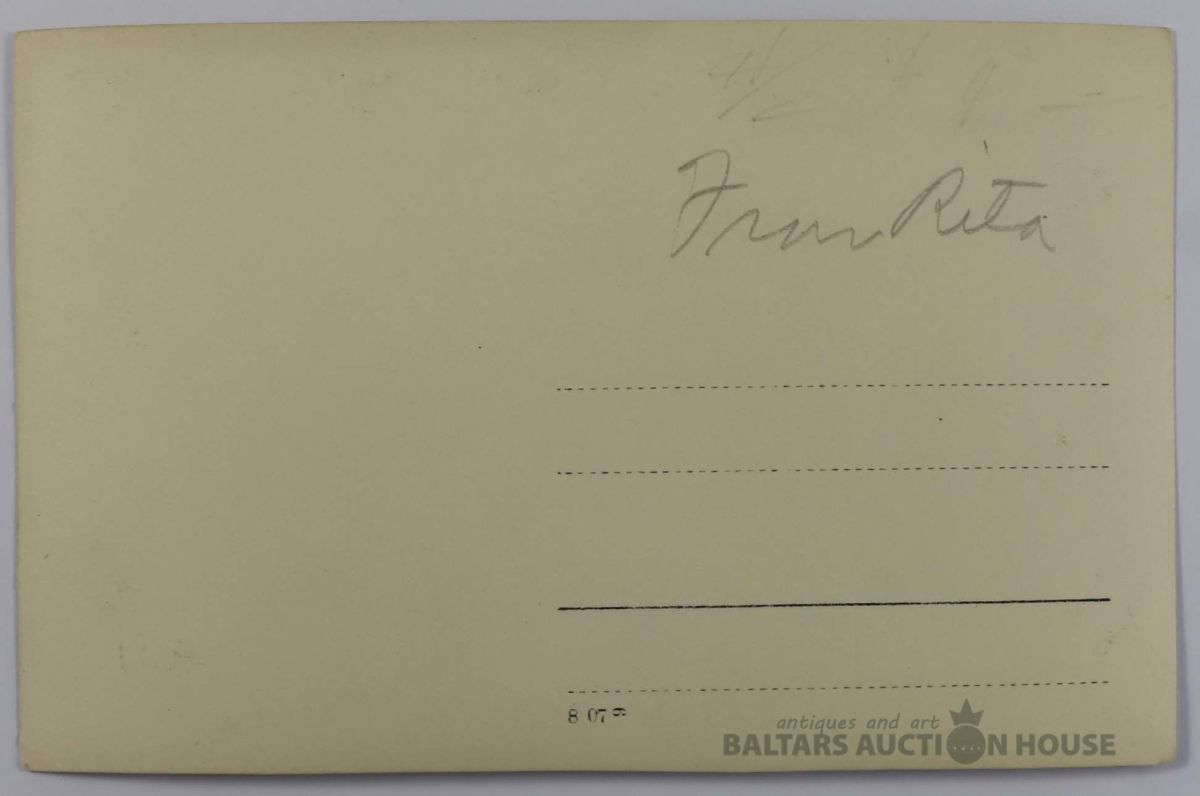 Frau Rita
8 07
antiques and art
BALTARS AUCTION HOUSE